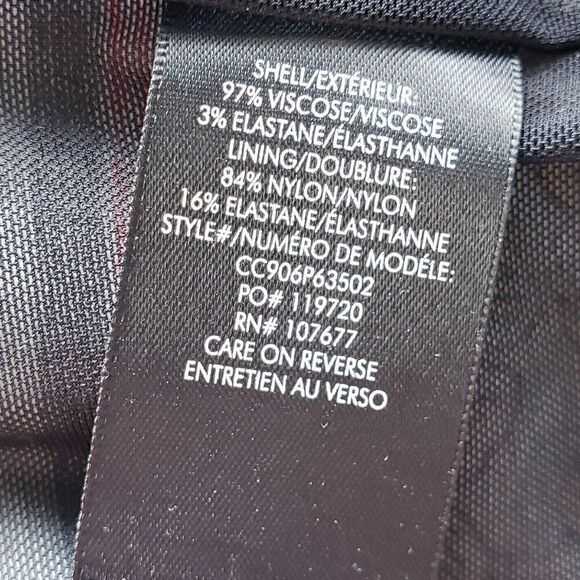 SHELL/EXTÉRIEUR:
97% VISCOSE/VISCOSE
3% ELASTANE/ÉLASTHANNE
LINING/DOUBLURE:
84% NYLON/NYLON
16% ELASTANE/ÉLASTHANNE
STYLE#/NUMÉRO DE MODÉLE:
CC906P63502
PO# 119720
RN# 107677
CARE ON REVERSE
ENTRETIEN AU VERSO